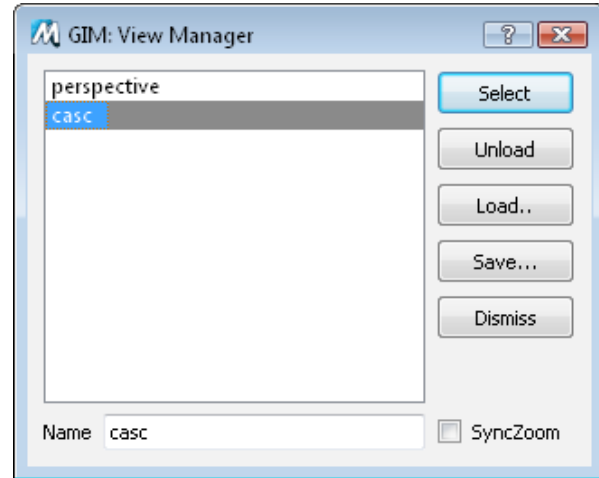 GIM: View Manager
perspective
casc
Select
Unload
Load..
Save...
Dismiss
Name casc
SyncZoom